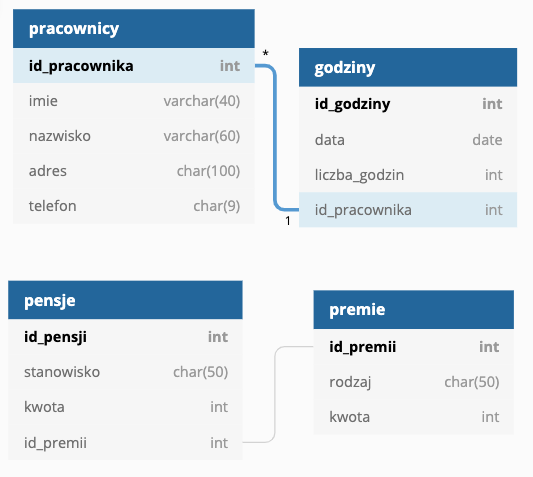 pracownicy
id_pracownika int
imie varchar(40)
nazwisko varchar(60)
adres char(100)
telefon char(9)
*
1
godziny
id_godziny int
data date
liczba_godzin int
id_pracownika int
pensje
id_pensji int
stanowisko char(50)
kwota int
id_premii int
premie
id_premii int
rodzaj char(50)
kwota int